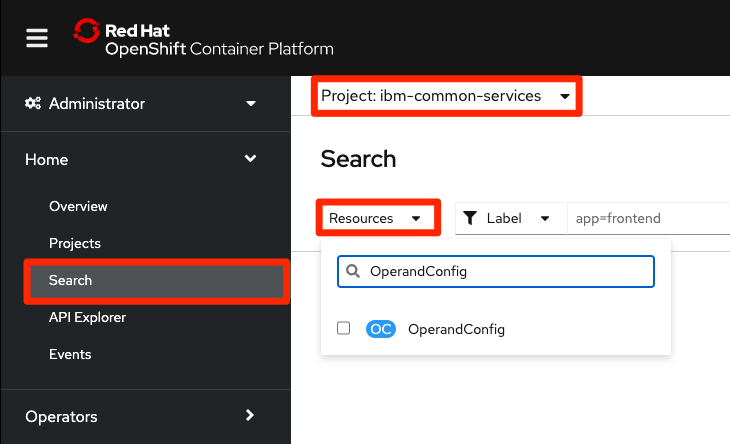 Red Hat
OpenShift Container Platform
Administrator
Home
Overview
Projects
Search
API Explorer
Events
Operators
Project: ibm-common-services
Search
Resources
Label
app=frontend
OperandConfig
OC OperandConfig